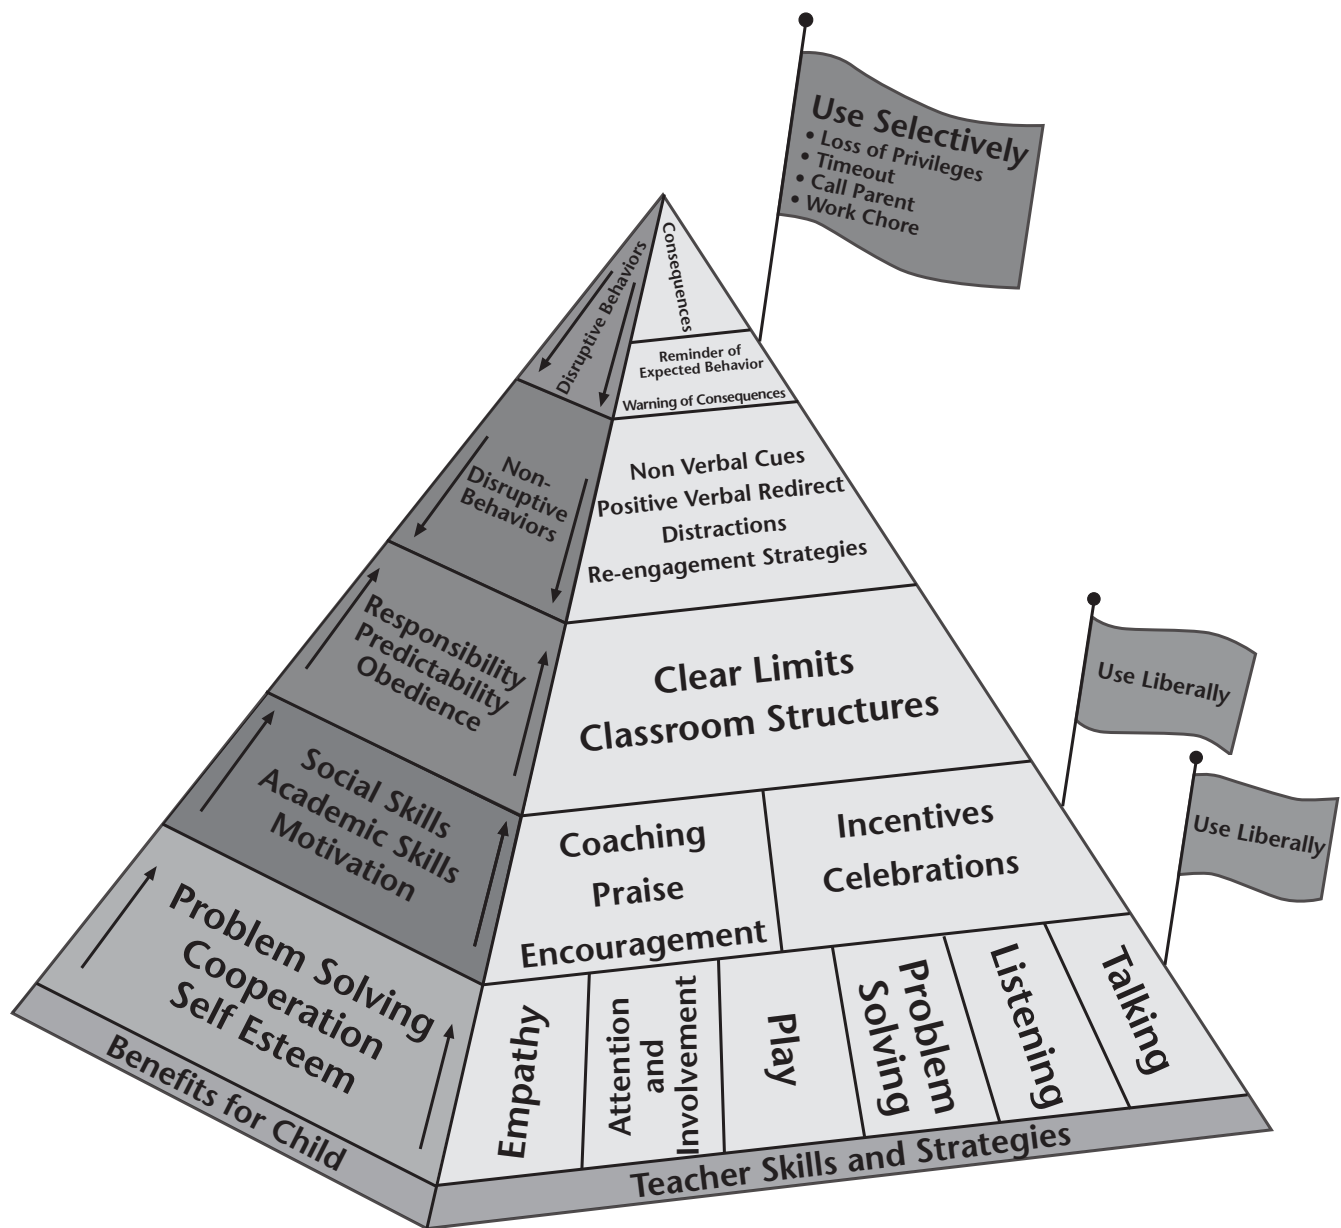 Use Selectively
• Loss of Privileges
• Timeout
• Call Parent
• Work Chore
Disruptive Behaviors
Consequences
Reminder of
Expected Behavior
Warning of Consequences
Non-
Disruptive
Behaviors
Non Verbal Cues
Positive Verbal Redirect
Distractions
Re-engagement Strategies
Responsibility
Predictability
Obedience
Clear Limits
Classroom Structures
Use Liberally
Social Skills
Academic Skills
Motivation
Coaching
Praise
Encouragement
Incentives
Celebrations
Use Liberally
Problem Solving
Cooperation
Self Esteem
Empathy
Attention
and
Involvement
Play
Problem
Solving
Listening
Talking
Benefits for Child
Teacher Skills and Strategies